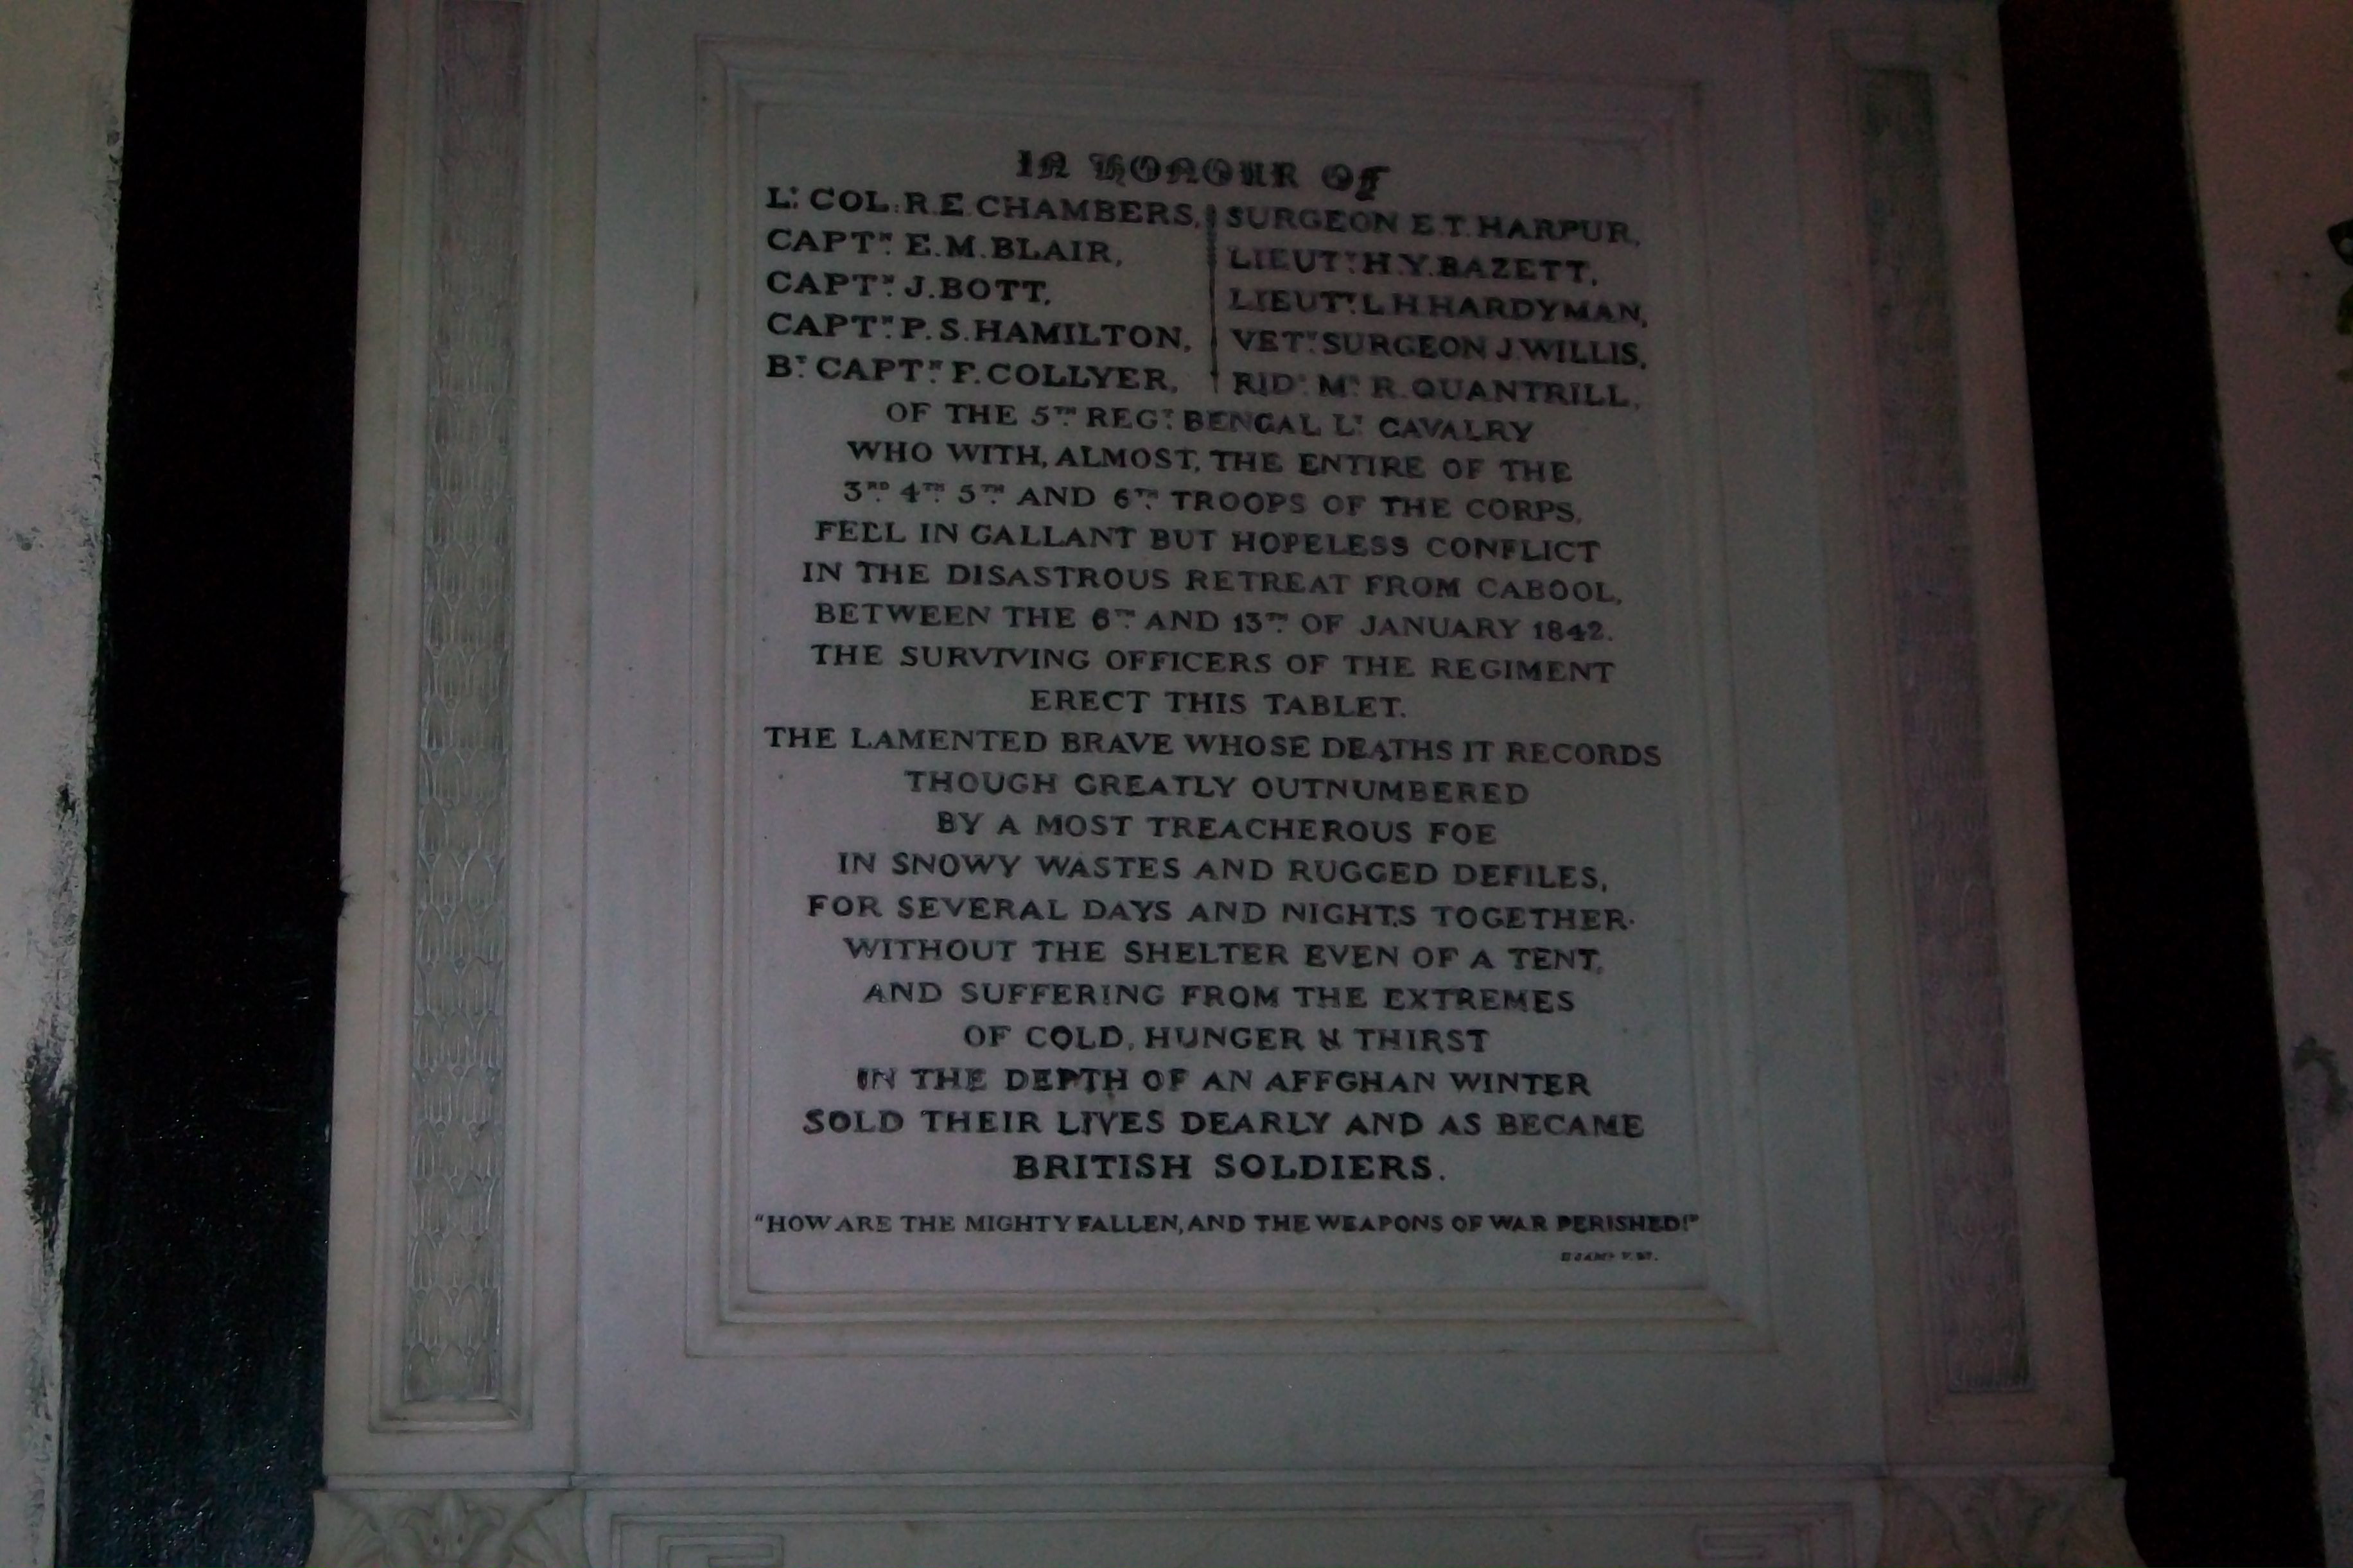 IN HONOUR OF
LT COL: R.E. CHAMBERS,
CAPTN. E.M. BLAIR,
CAPTN. J. BOTT,
CAPTN. P. S. HAMILTON,
BT. CAPTN. F. COLLYER,
SURGEON E.T. HARPUR,
LIEUTT. H.Y. BAZETT,
LIEUTT. L.H. HARDYMAN,
VETY. SURGEON J. WILLIS,
RIDG. MR. R. QUANTRILL,
OF THE 5TH. REGT. BENGAL LT. CAVALRY
WHO WITH, ALMOST, THE ENTIRE OF THE
3RD. 4TH. 5TH. AND 6TH. TROOPS OF THE CORPS,
FELL IN GALLANT BUT HOPELESS CONFLICT
IN THE DISASTROUS RETREAT FROM CABOOL,
BETWEEN THE 6TH. AND 13TH. OF JANUARY 1842.
THE SURVIVING OFFICERS OF THE REGIMENT
ERECT THIS TABLET.
THE LAMENTED BRAVE WHOSE DEATHS IT RECORDS
THOUGH GREATLY OUTNUMBERED
BY A MOST TREACHEROUS FOE
IN SNOWY WASTES AND RUGGED DEFILES,
FOR SEVERAL DAYS AND NIGHTS TOGETHER.
WITHOUT THE SHELTER EVEN OF A TENT,
AND SUFFERING FROM THE EXTREMES
OF COLD, HUNGER & THIRST
IN THE DEPTH OF AN AFFGHAN WINTER
SOLD THEIR LIVES DEARLY AND AS BECAME
BRITISH SOLDIERS.
"HOW ARE THE MIGHTY FALLEN, AND THE WEAPONS OF WAR PERISHED!"